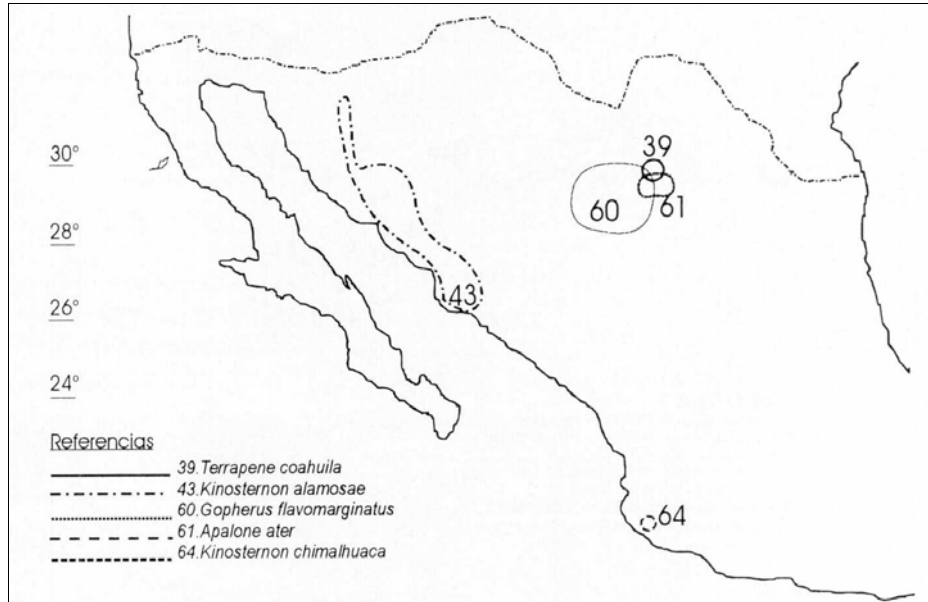 30°
39
60
61
28°
43
26°
24°
Referencias
39.Terrapene coahuila
43.Kinosternon alamosae
60.Gopherus flavomarginatus
61.Apalone ater
64.Kinosternon chimalhuaca
64